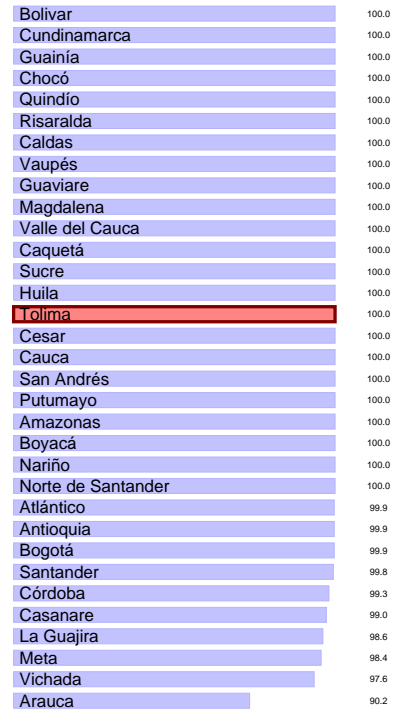 Bolivar 100.0
Cundinamarca 100.0
Guainía 100.0
Chocó 100.0
Quindío 100.0
Risaralda 100.0
Caldas 100.0
Vaupés 100.0
Guaviare 100.0
Magdalena 100.0
Valle del Cauca 100.0
Caquetá 100.0
Sucre 100.0
Huila 100.0
Tolima 100.0
Cesar 100.0
Cauca 100.0
San Andrés 100.0
Putumayo 100.0
Amazonas 100.0
Boyacá 100.0
Nariño 100.0
Norte de Santander 100.0
Atlántico 99.9
Antioquia 99.9
Bogotá 99.9
Santander 99.8
Córdoba 99.3
Casanare 99.0
La Guajira 98.6
Meta 98.4
Vichada 97.6
Arauca 90.2